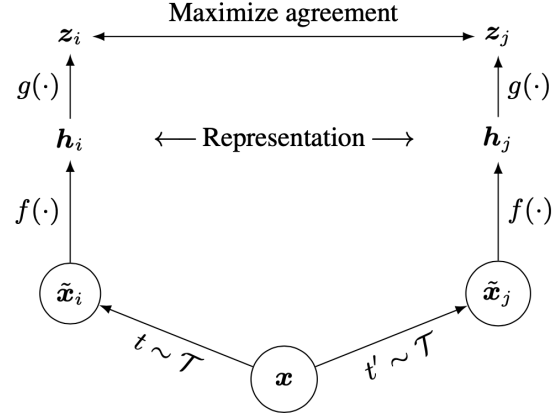 Maximize agreement
z_i z_j
g(·) g(·)
h_i ← Representation → h_j
f(·) f(·)
x̃_i x̃_j
t ~ 𝒯 t′ ~ 𝒯
x